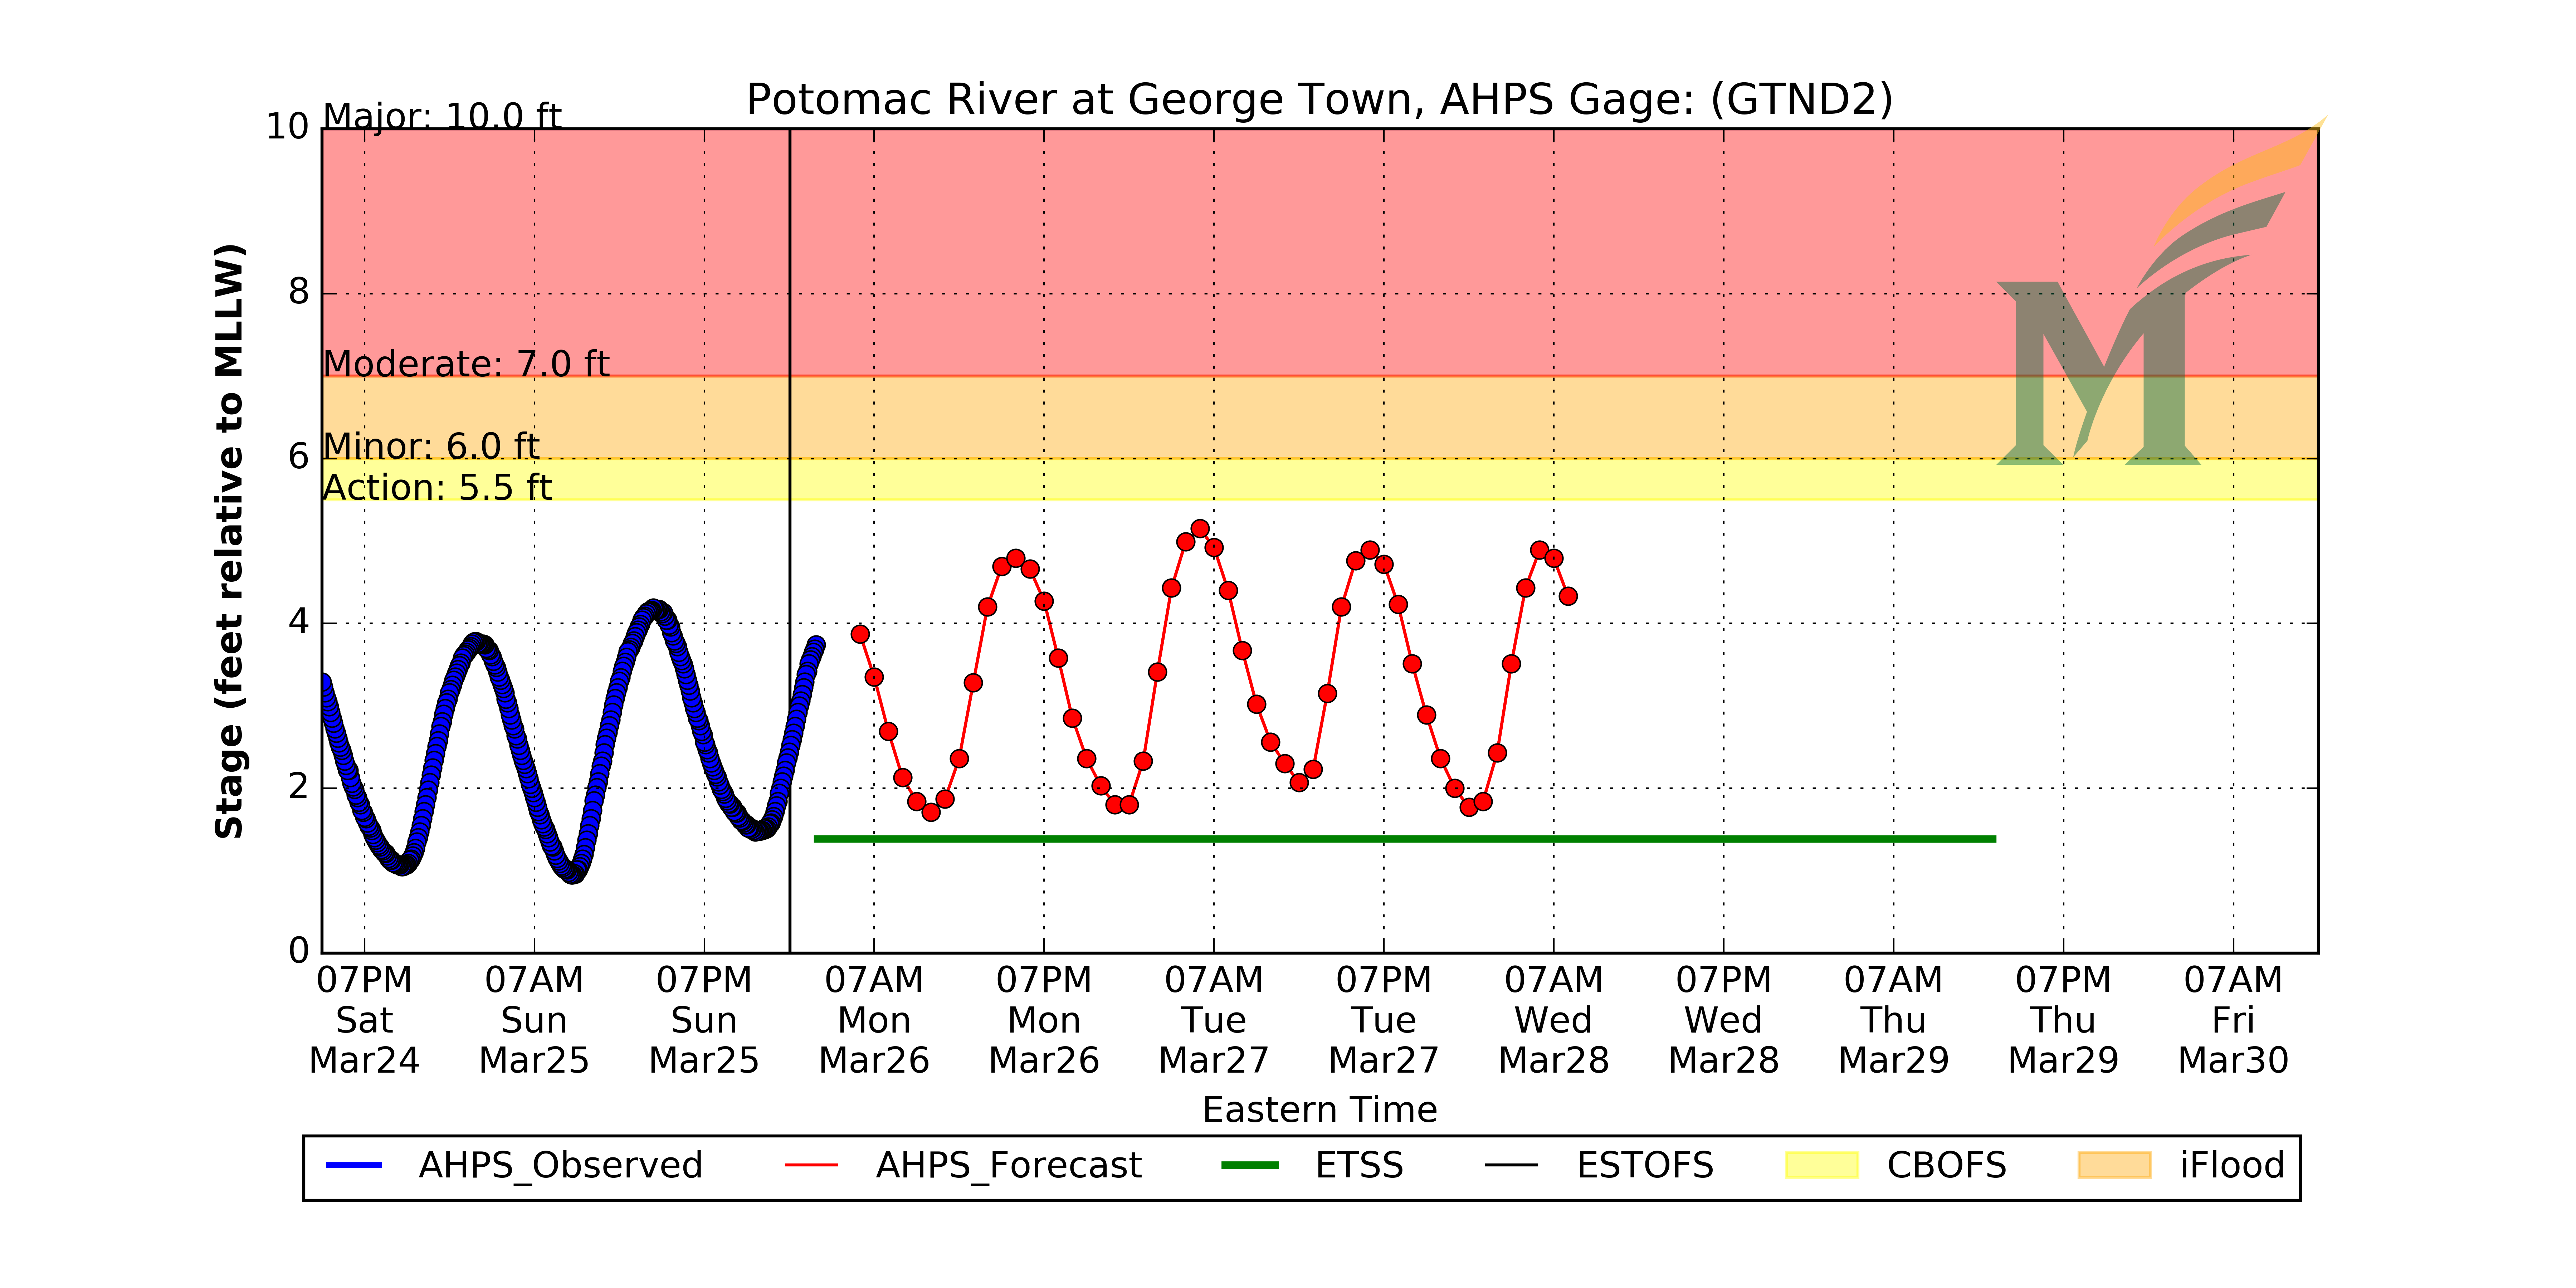 Potomac River at George Town, AHPS Gage: (GTND2)
Major: 10.0 ft
Moderate: 7.0 ft
Minor: 6.0 ft
Action: 5.5 ft
Stage (feet relative to MLLW)
10
8
6
4
2
0
07PM 07AM 07PM 07AM 07PM 07AM 07PM 07AM 07PM 07AM 07PM 07AM
Sat Sun Sun Mon Mon Tue Tue Wed Wed Thu Thu Fri
Mar24 Mar25 Mar25 Mar26 Mar26 Mar27 Mar27 Mar28 Mar28 Mar29 Mar29 Mar30
Eastern Time
AHPS_Observed AHPS_Forecast ETSS ESTOFS CBOFS iFlood
M